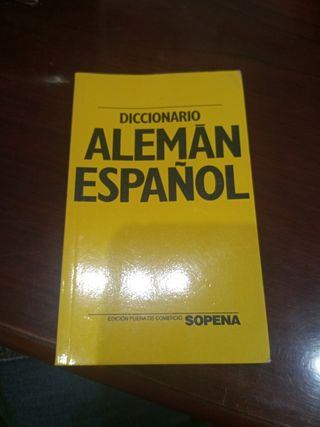 DICCIONARIO
ALEMÁN
ESPAÑOL
EDICIÓN FUERA DE COMERCIO SOPENA